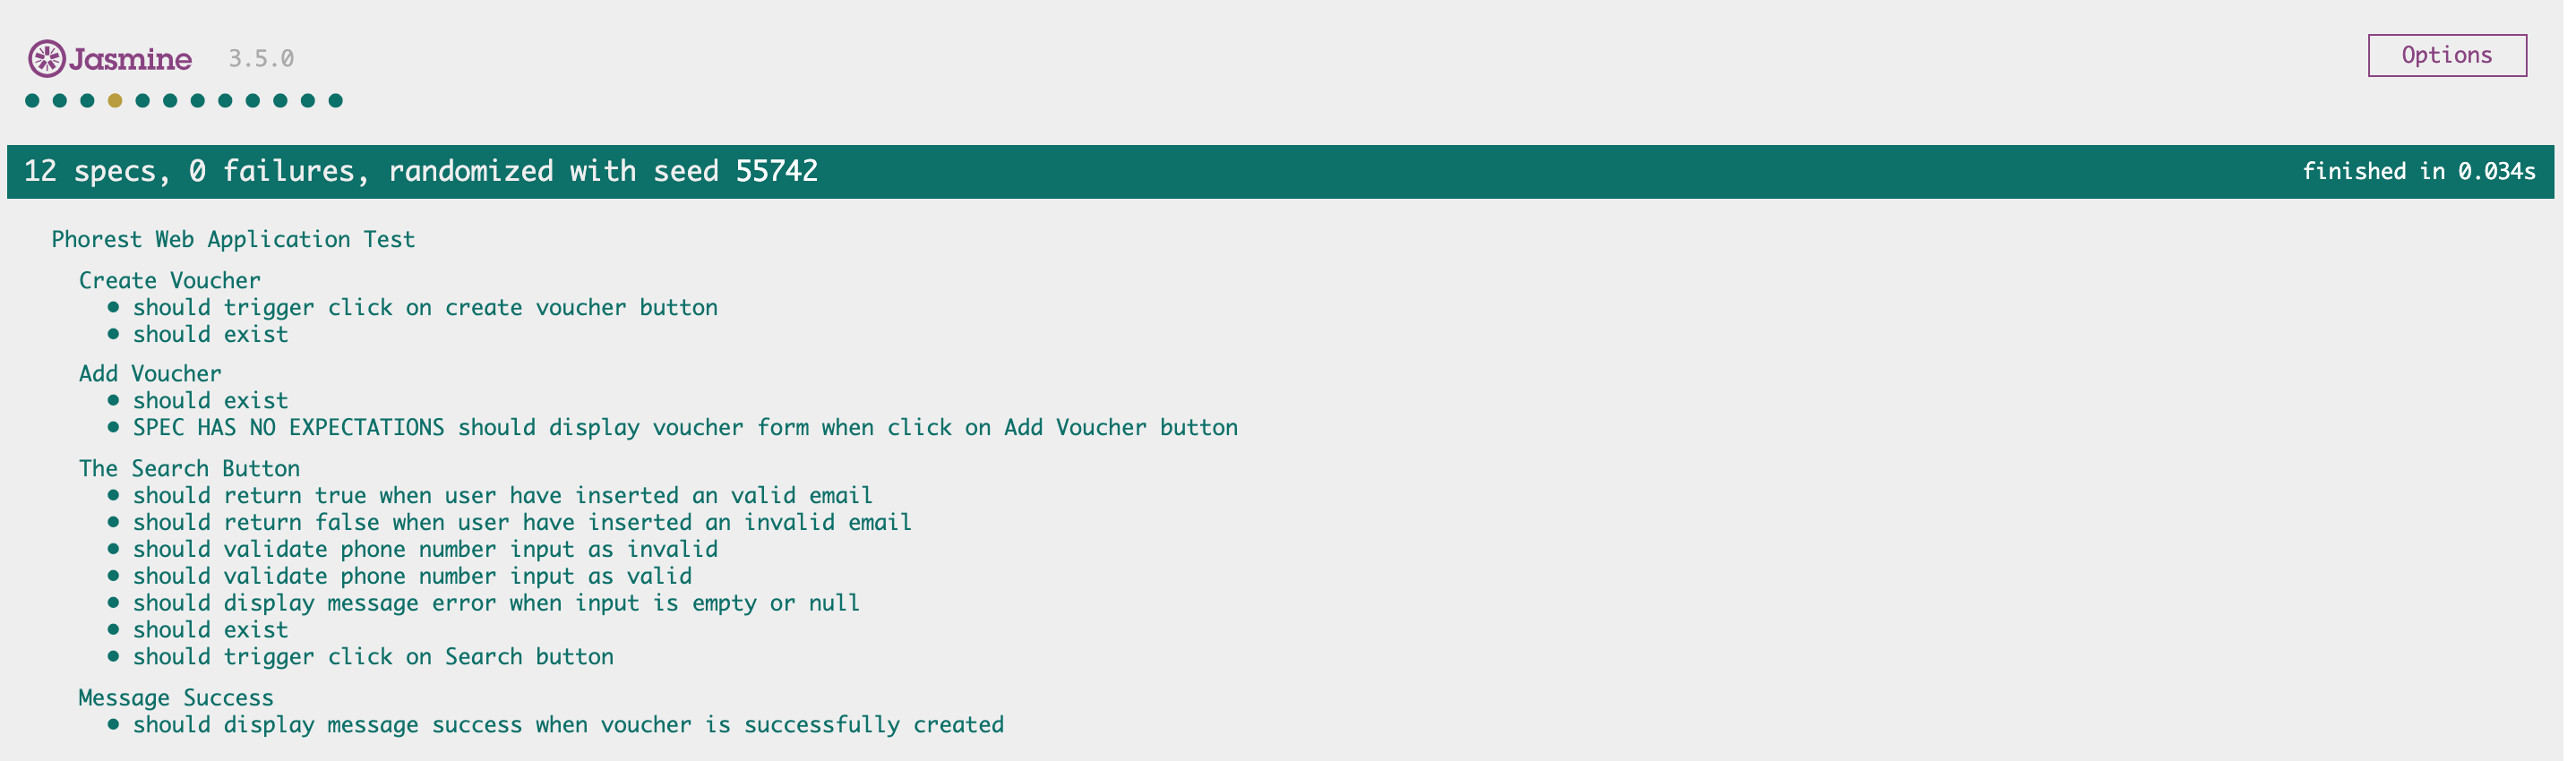 Jasmine 3.5.0 Options
12 specs, 0 failures, randomized with seed 55742 finished in 0.034s
Phorest Web Application Test
Create Voucher
• should trigger click on create voucher button
• should exist
Add Voucher
• should exist
• SPEC HAS NO EXPECTATIONS should display voucher form when click on Add Voucher button
The Search Button
• should return true when user have inserted an valid email
• should return false when user have inserted an invalid email
• should validate phone number input as invalid
• should validate phone number input as valid
• should display message error when input is empty or null
• should exist
• should trigger click on Search button
Message Success
• should display message success when voucher is successfully created